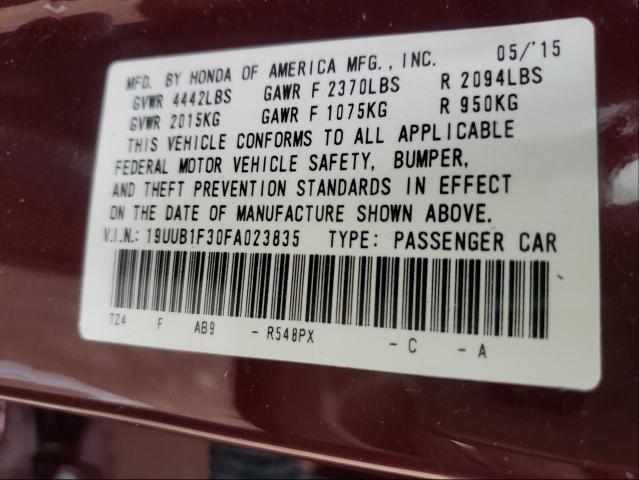 MFD. BY HONDA OF AMERICA MFG., INC. 05/'15
GVWR 4442LBS GAWR F 2370LBS R 2094LBS
GVWR 2015KG GAWR F 1075KG R 950KG
THIS VEHICLE CONFORMS TO ALL APPLICABLE
FEDERAL MOTOR VEHICLE SAFETY, BUMPER,
AND THEFT PREVENTION STANDARDS IN EFFECT
ON THE DATE OF MANUFACTURE SHOWN ABOVE.
V.I.N.: 19UUB1F30FA023835 TYPE: PASSENGER CAR
TZ4 F AB9 - R548PX - C - A